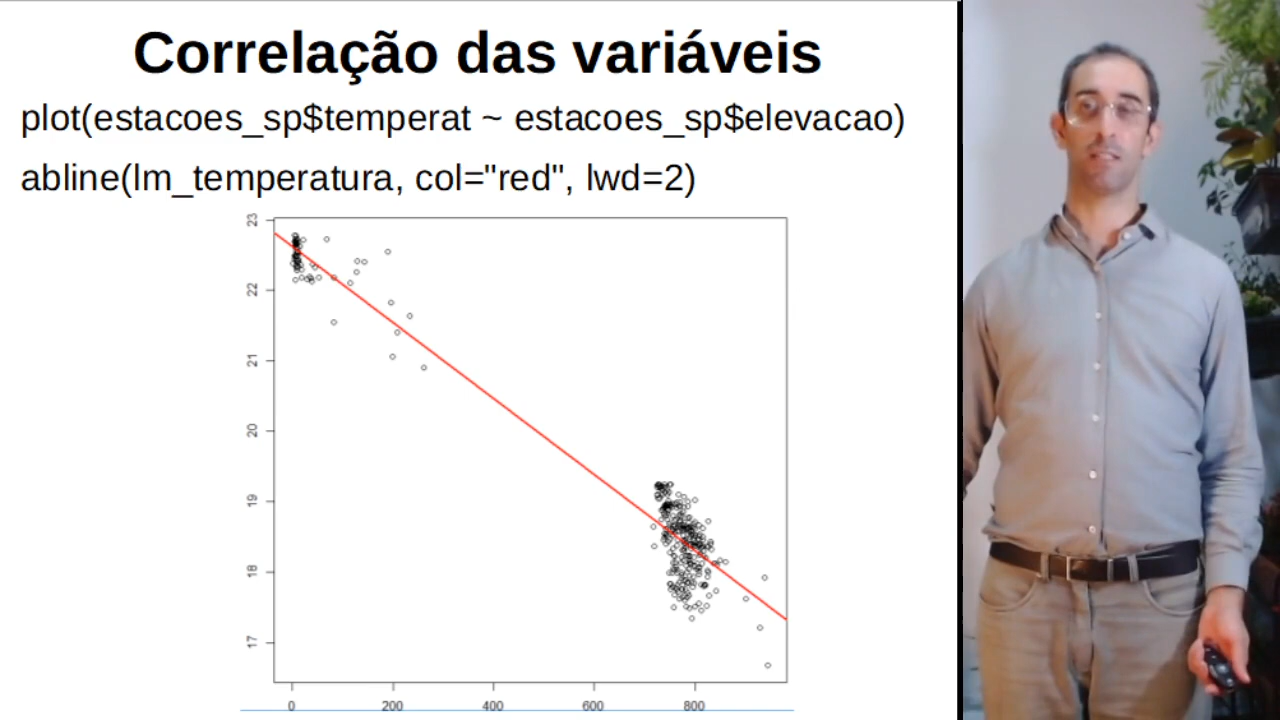 Correlação das variáveis
plot(estacoes_sp$temperat ~ estacoes_sp$elevacao)
abline(lm_temperatura, col="red", lwd=2)
23
22
21
20
19
18
17
0 200 400 600 800